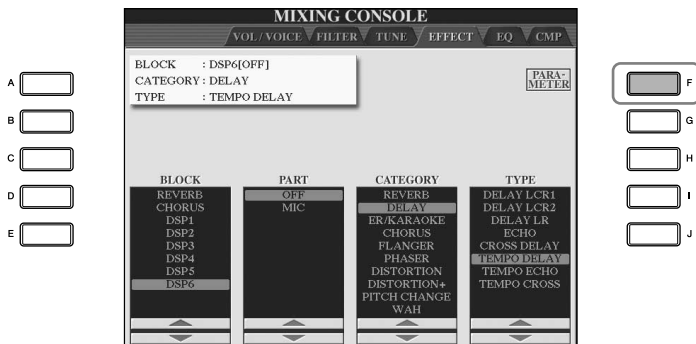 MIXING CONSOLE
VOL / VOICE FILTER TUNE EFFECT EQ CMP
BLOCK : DSP6[OFF]
CATEGORY : DELAY
TYPE : TEMPO DELAY
PARA-
METER
A
B
C
D
E
F
G
H
I
J
BLOCK
REVERB
CHORUS
DSP1
DSP2
DSP3
DSP4
DSP5
DSP6
PART
OFF
MIC
CATEGORY
REVERB
DELAY
ER/KARAOKE
CHORUS
FLANGER
PHASER
DISTORTION
DISTORTION+
PITCH CHANGE
WAH
TYPE
DELAY LCR1
DELAY LCR2
DELAY LR
ECHO
CROSS DELAY
TEMPO DELAY
TEMPO ECHO
TEMPO CROSS